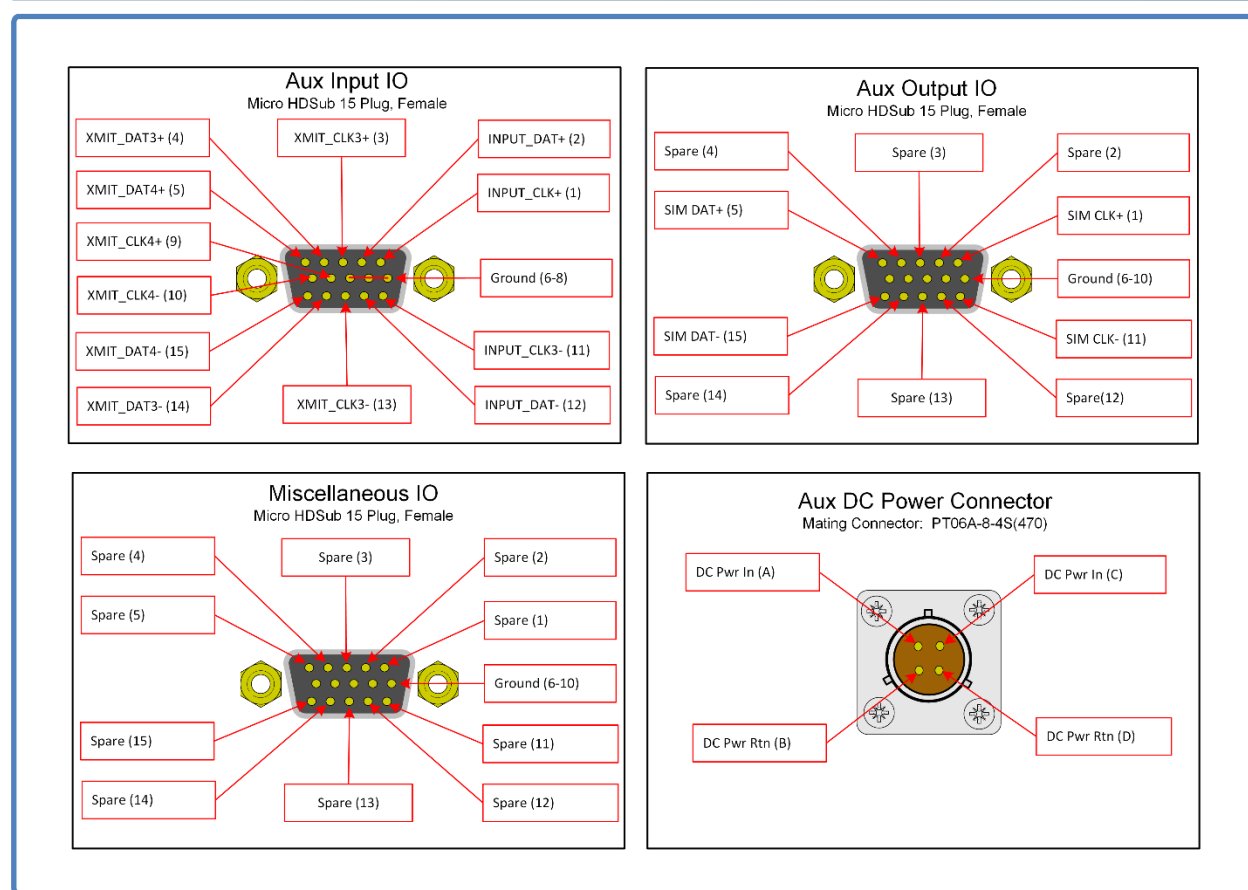 Aux Input IO
Micro HDSub 15 Plug, Female
XMIT_DAT3+ (4)
XMIT_CLK3+ (3)
INPUT_DAT+ (2)
XMIT_DAT4+ (5)
INPUT_CLK+ (1)
XMIT_CLK4+ (9)
Ground (6-8)
XMIT_CLK4- (10)
XMIT_DAT4- (15)
INPUT_CLK3- (11)
XMIT_DAT3- (14)
XMIT_CLK3- (13)
INPUT_DAT- (12)
Aux Output IO
Micro HDSub 15 Plug, Female
Spare (4)
Spare (3)
Spare (2)
SIM DAT+ (5)
SIM CLK+ (1)
Ground (6-10)
SIM DAT- (15)
SIM CLK- (11)
Spare (14)
Spare (13)
Spare(12)
Miscellaneous IO
Micro HDSub 15 Plug, Female
Spare (4)
Spare (3)
Spare (2)
Spare (5)
Spare (1)
Ground (6-10)
Spare (15)
Spare (11)
Spare (14)
Spare (13)
Spare (12)
Aux DC Power Connector
Mating Connector: PT06A-8-4S(470)
DC Pwr In (A)
DC Pwr In (C)
DC Pwr Rtn (B)
DC Pwr Rtn (D)